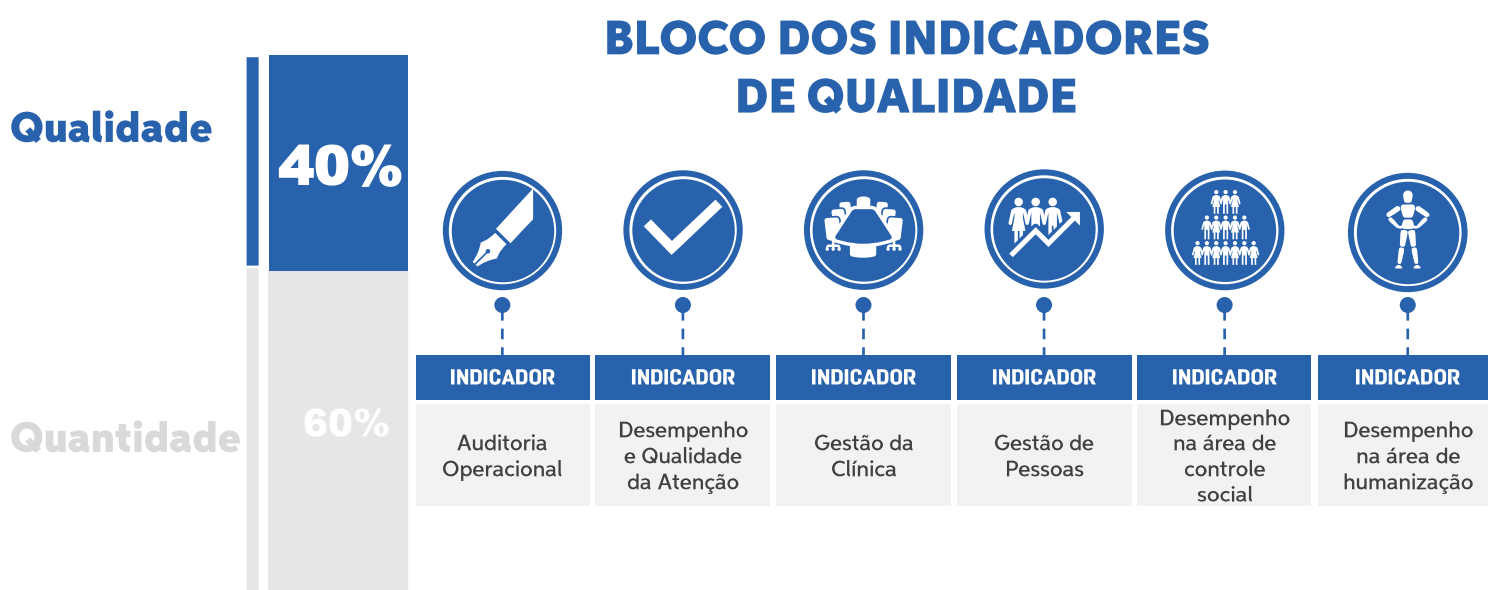 BLOCO DOS INDICADORES
DE QUALIDADE
Qualidade
40%
Quantidade
60%
INDICADOR
Auditoria
Operacional
INDICADOR
Desempenho
e Qualidade
da Atenção
INDICADOR
Gestão da
Clínica
INDICADOR
Gestão de
Pessoas
INDICADOR
Desempenho
na área de
controle
social
INDICADOR
Desempenho
na área de
humanização